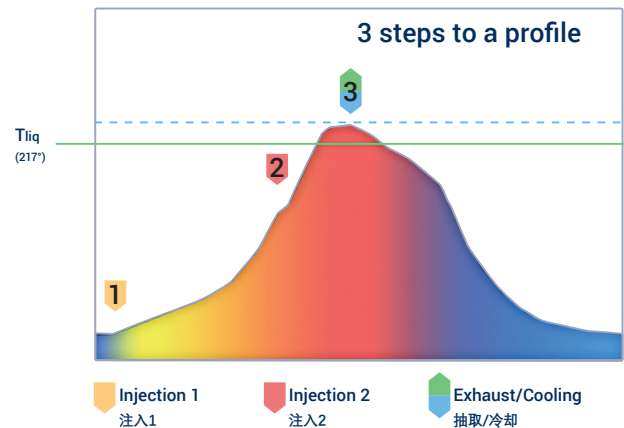 3 steps to a profile
3
Tliq
(217°)
2
1
Injection 1
注入1
Injection 2
注入2
Exhaust/Cooling
抽取/冷却